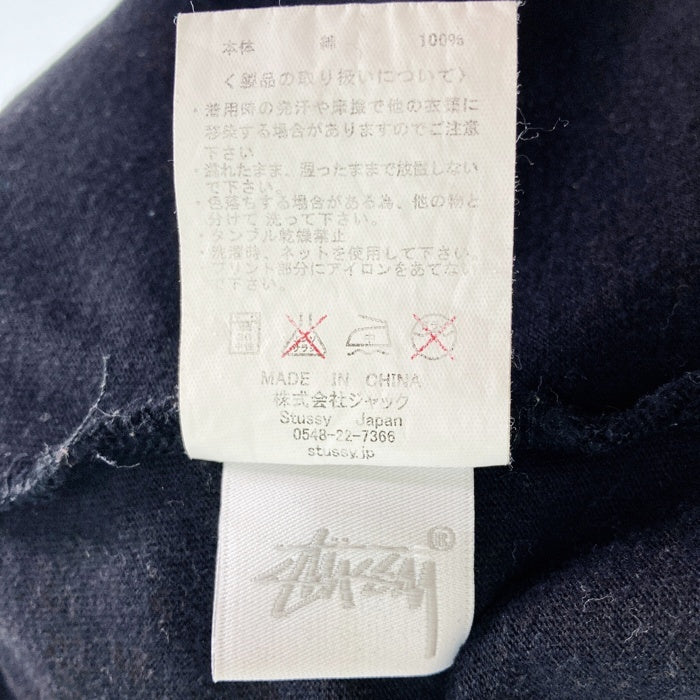 本体 綿 100%
〈製品の取り扱いについて〉
・着用時の発汗や摩擦で他の衣類に
移染する場合がありますのでご注意
下さい
・濡れたまま、湿ったままで放置しない
で下さい。
・色落ちする場合がある為、他の物と
分けて洗って下さい。
・タンブル乾燥禁止
・洗濯時、ネットを使用して下さい。
プリント部分にアイロンをあてない
で下さい。
MADE IN CHINA
株式会社ジャック
Stussy Japan
0548-22-7366
stussy.jp
STÜSSY®